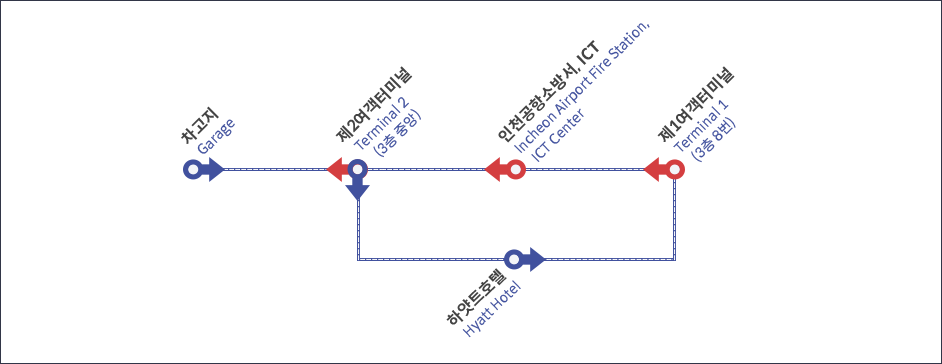 차고지
Garage
제2여객터미널
Terminal 2
(3층 중앙)
인천공항소방서, ICT
Incheon Airport Fire Station,
ICT Center
제1여객터미널
Terminal 1
(3층 8번)
하얏트호텔
Hyatt Hotel